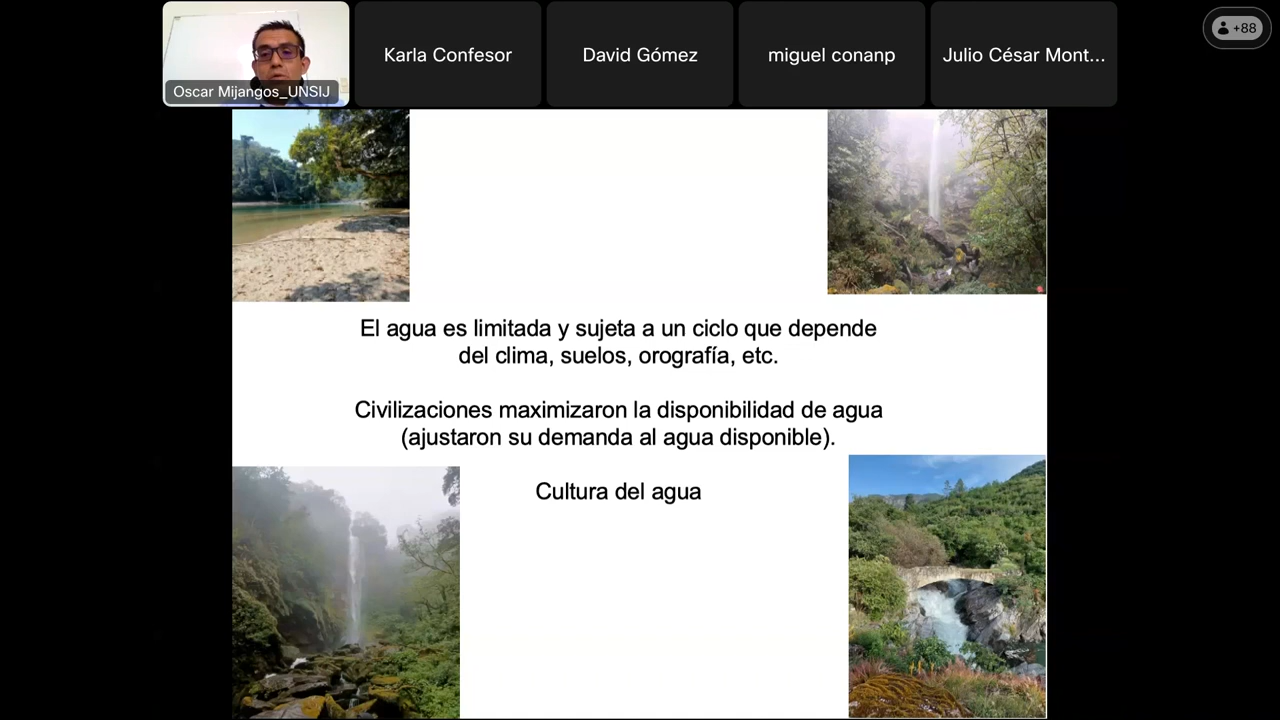 Oscar Mijangos_UNSIJ
Karla Confesor
David Gómez
miguel conanp
Julio César Mont...
+88
El agua es limitada y sujeta a un ciclo que depende
del clima, suelos, orografía, etc.
Civilizaciones maximizaron la disponibilidad de agua
(ajustaron su demanda al agua disponible).
Cultura del agua